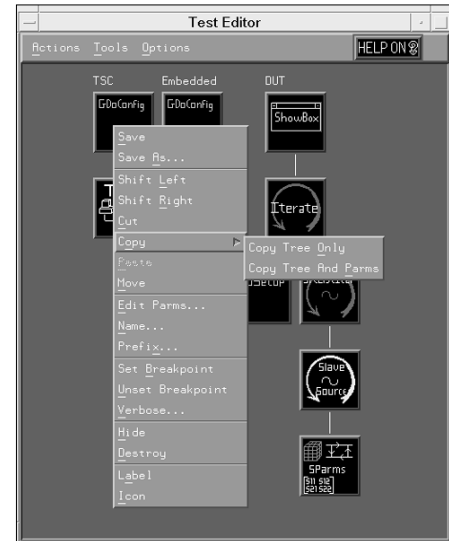 Test Editor
Actions Tools Options
HELP ON
TSC Embedded DUT
GDoConfig GDoConfig
ShowBox
Save
Save As...
Shift Left
Shift Right
Iterate
Cut
Copy
Copy Tree Only
Copy Tree And Parms
Paste
Move
Edit Parms...
Name...
Prefix...
Set Breakpoint
Unset Breakpoint
Verbose...
Slave
Source
Hide
Destroy
Label
Icon
SParms
S11 S12
S21 S22